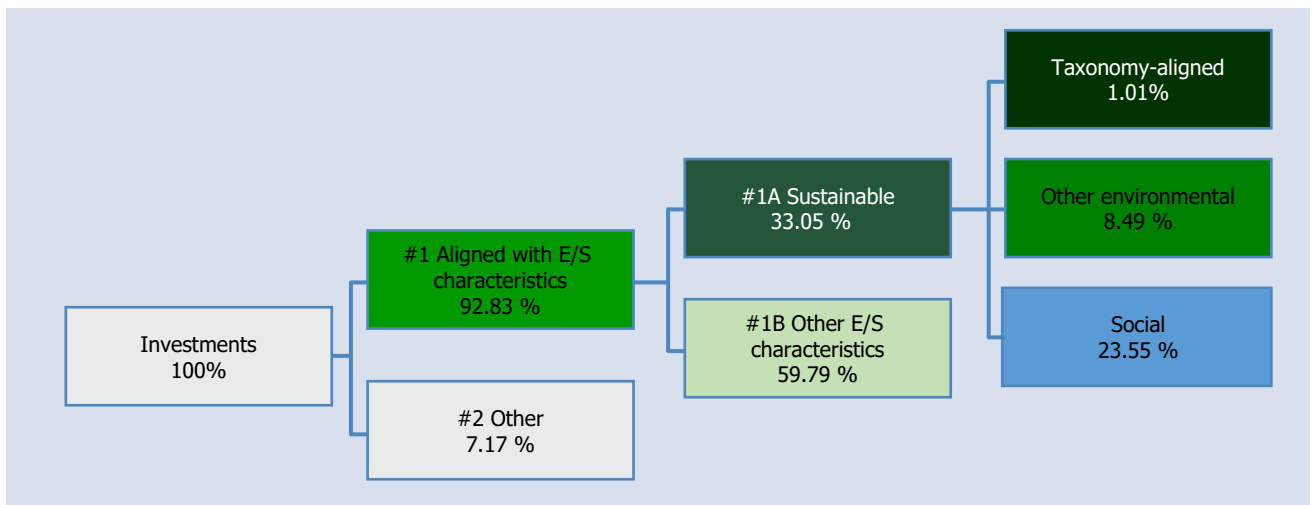 Investments
100%
#1 Aligned with E/S
characteristics
92.83 %
#2 Other
7.17 %
#1A Sustainable
33.05 %
#1B Other E/S
characteristics
59.79 %
Taxonomy-aligned
1.01%
Other environmental
8.49 %
Social
23.55 %